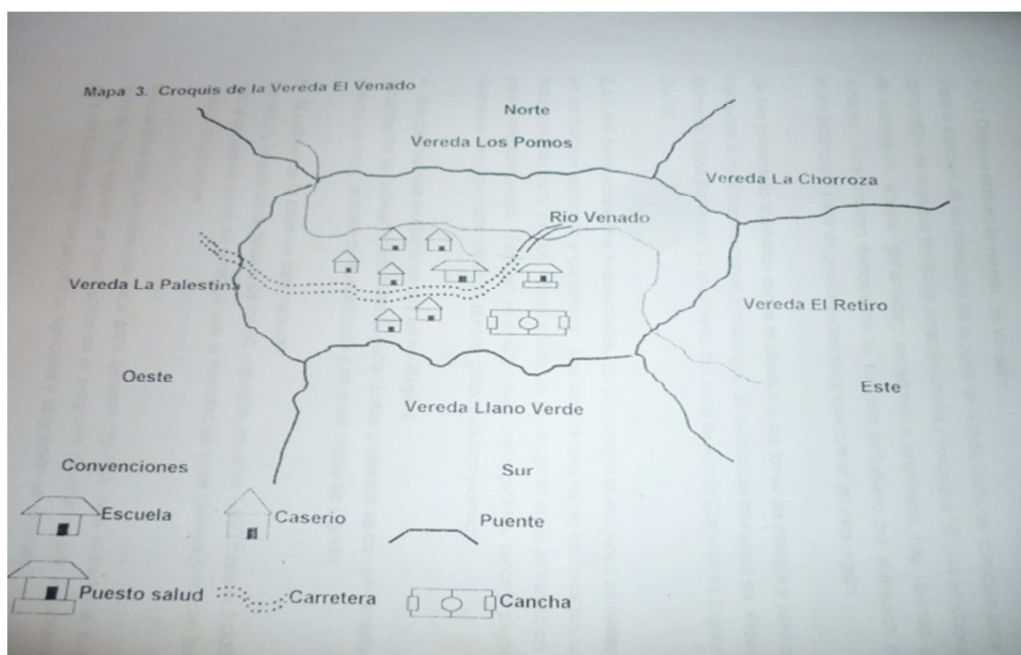 Mapa 3. Croquis de la Vereda El Venado
Norte
Vereda Los Pomos
Vereda La Chorroza
Río Venado
Vereda La Palestina
Vereda El Retiro
Oeste
Este
Vereda Llano Verde
Convenciones
Sur
Escuela
Caserio
Puente
Puesto salud
Carretera
Cancha